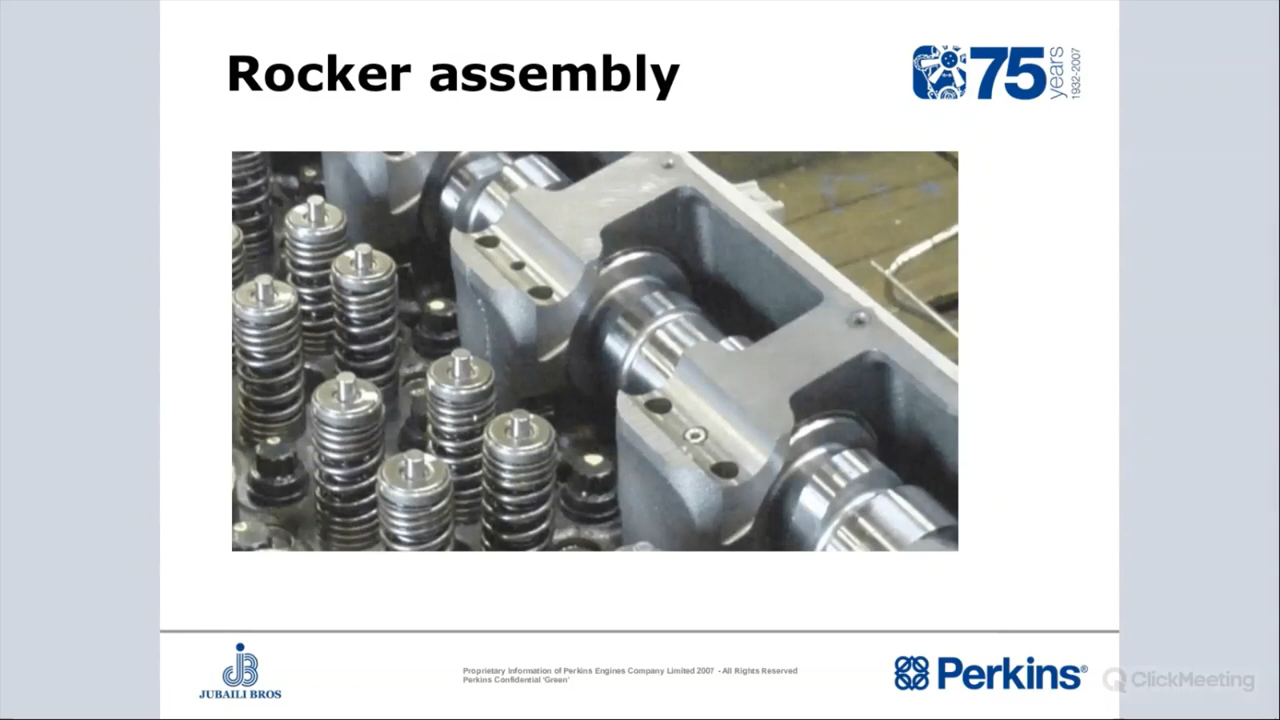 Rocker assembly
75
years
1932-2007
JUBAILI BROS
Proprietary Information of Perkins Engines Company Limited 2007 - All Rights Reserved
Perkins Confidential 'Green'
Perkins®
ClickMeeting